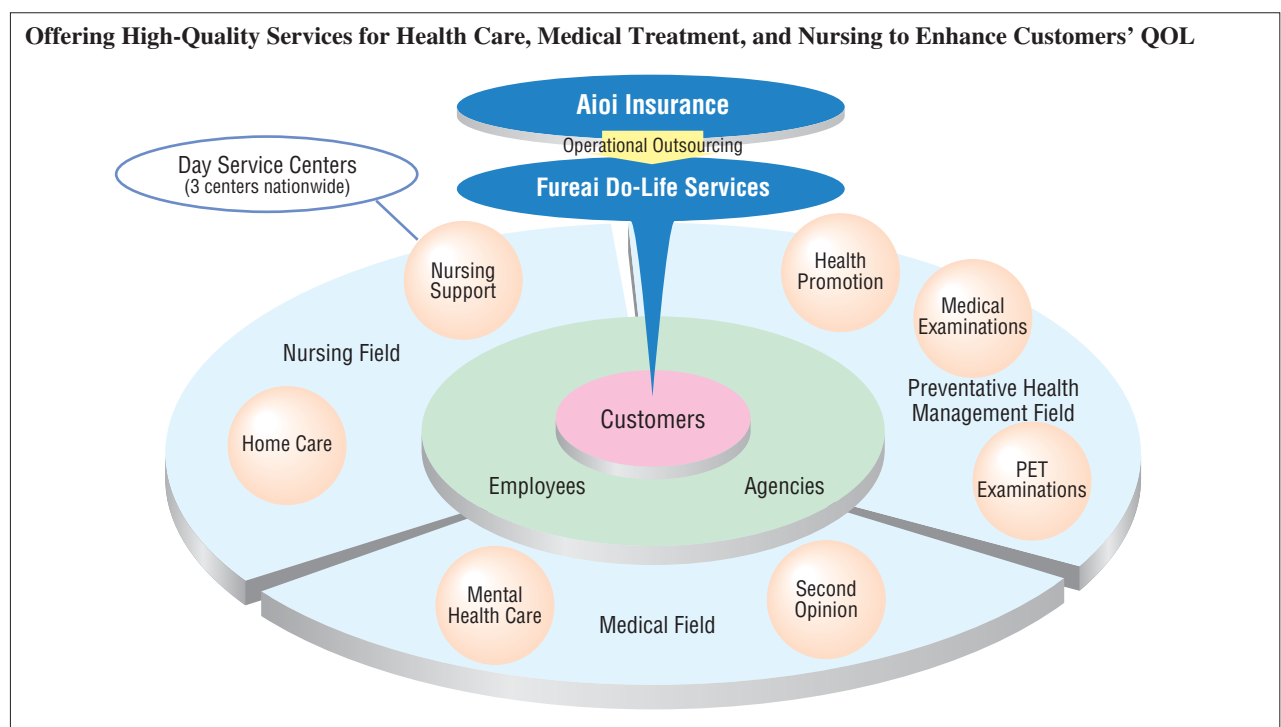 Offering High-Quality Services for Health Care, Medical Treatment, and Nursing to Enhance Customers’ QOL
Aioi Insurance
Operational Outsourcing
Day Service Centers
(3 centers nationwide)
Fureai Do-Life Services
Nursing
Support
Health
Promotion
Medical
Examinations
Nursing Field
Preventative Health
Management Field
Customers
Home Care
PET
Examinations
Employees
Agencies
Mental
Health Care
Medical Field
Second
Opinion